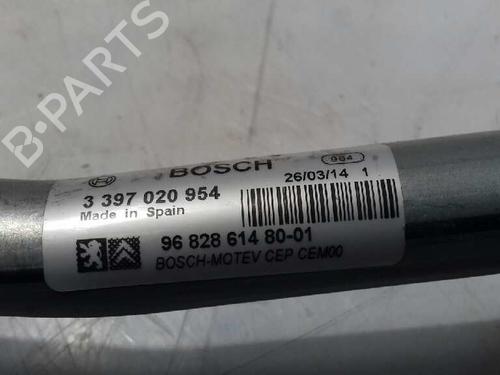 B-PARTS
BOSCH
984
3 397 020 954
26/03/14 1
Made in Spain
96 828 614 80-01
BOSCH-MOTEV CEP CEM00